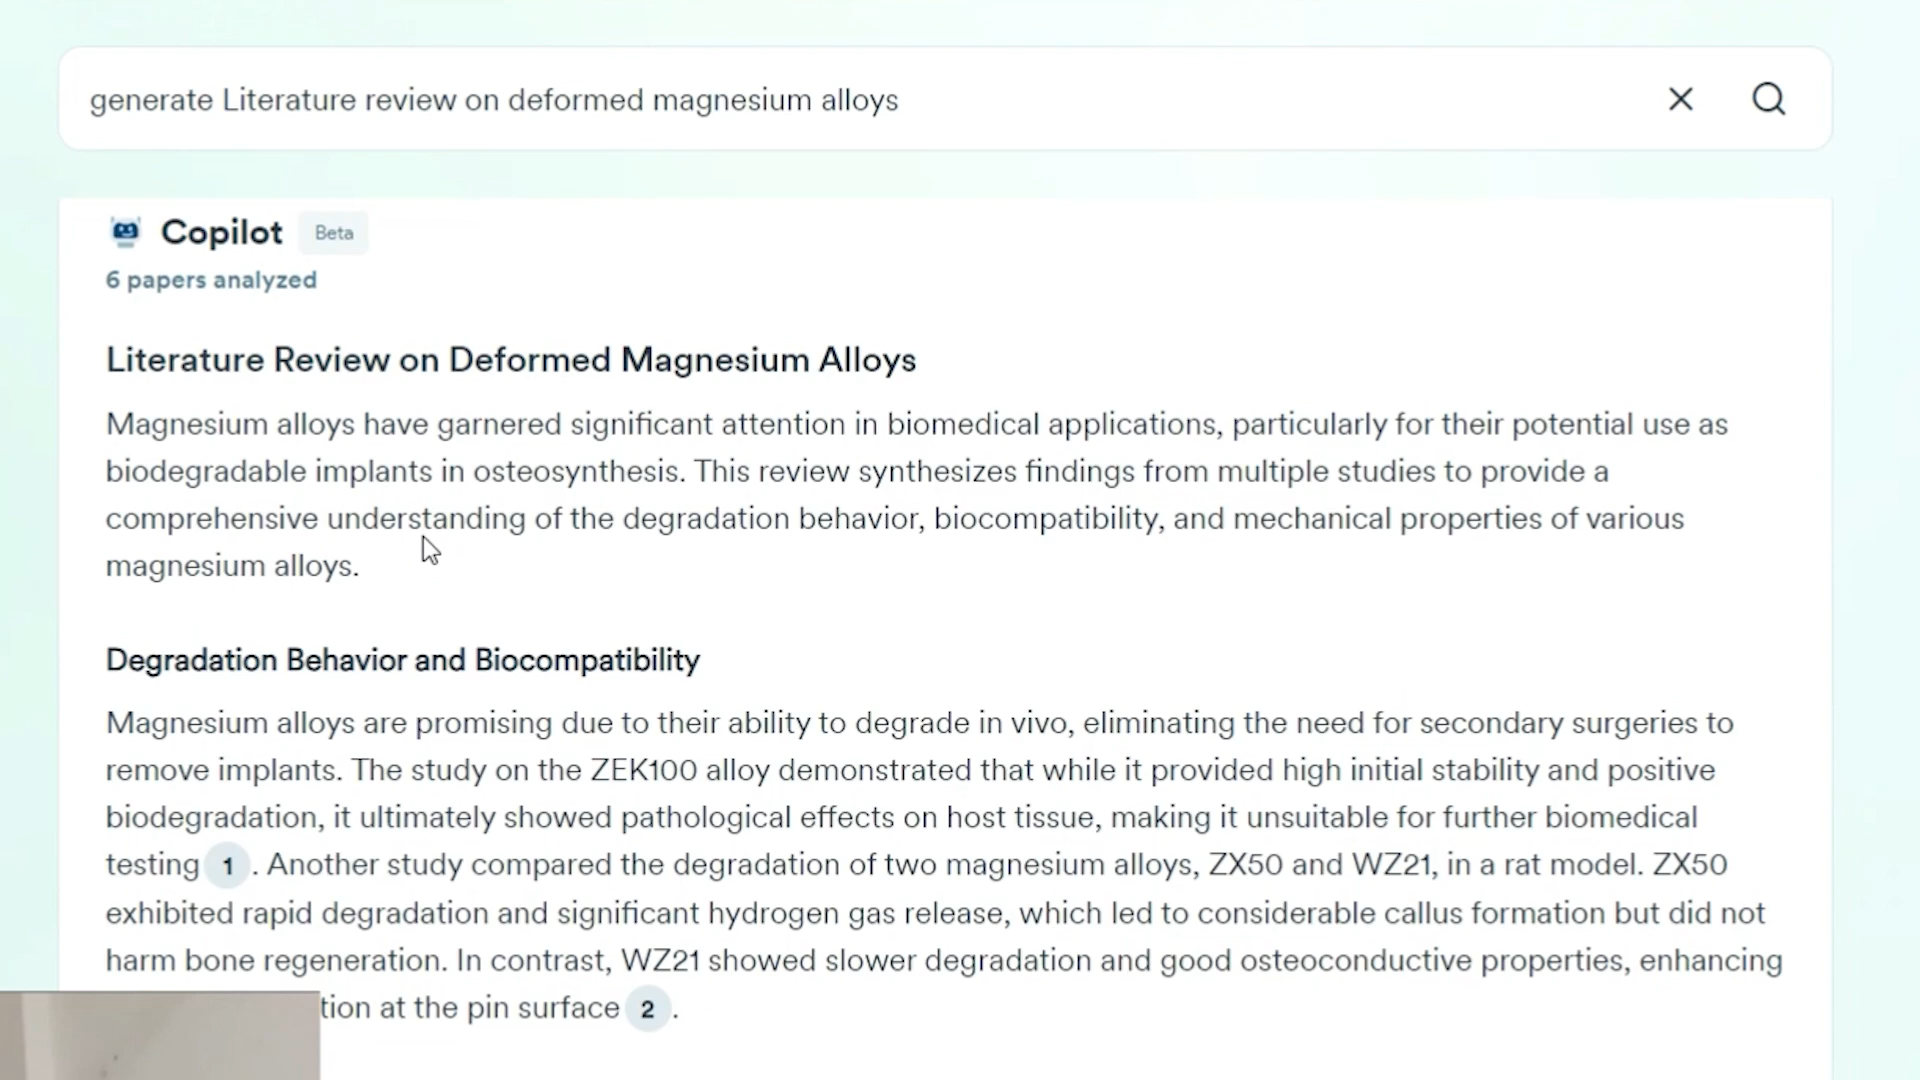 generate Literature review on deformed magnesium alloys
Copilot Beta
6 papers analyzed
Literature Review on Deformed Magnesium Alloys
Magnesium alloys have garnered significant attention in biomedical applications, particularly for their potential use as
biodegradable implants in osteosynthesis. This review synthesizes findings from multiple studies to provide a
comprehensive understanding of the degradation behavior, biocompatibility, and mechanical properties of various
magnesium alloys.
Degradation Behavior and Biocompatibility
Magnesium alloys are promising due to their ability to degrade in vivo, eliminating the need for secondary surgeries to
remove implants. The study on the ZEK100 alloy demonstrated that while it provided high initial stability and positive
biodegradation, it ultimately showed pathological effects on host tissue, making it unsuitable for further biomedical
testing 1 . Another study compared the degradation of two magnesium alloys, ZX50 and WZ21, in a rat model. ZX50
exhibited rapid degradation and significant hydrogen gas release, which led to considerable callus formation but did not
harm bone regeneration. In contrast, WZ21 showed slower degradation and good osteoconductive properties, enhancing
tion at the pin surface 2 .